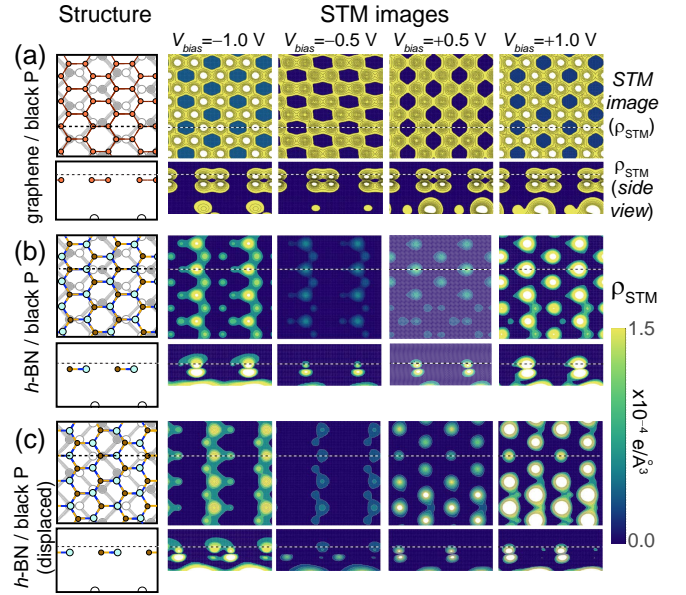 Structure
STM images
V_bias=−1.0 V
V_bias=−0.5 V
V_bias=+0.5 V
V_bias=+1.0 V
(a)
graphene / black P
STM
image
(ρ_STM)
ρ_STM
(side
view)
(b)
h-BN / black P
(c)
h-BN / black P
(displaced)
ρ_STM
1.5
x10⁻⁴ e/Å³
0.0